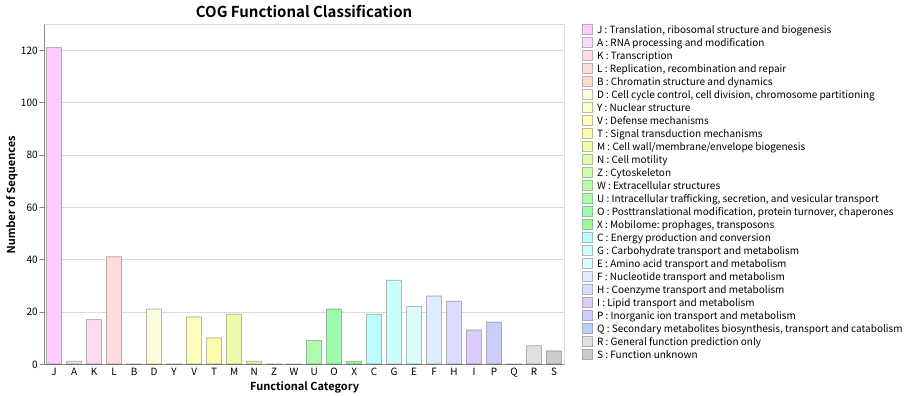 COG Functional Classification
Number of Sequences
120
100
80
60
40
20
0
J A K L B D Y V T M N Z W U O X C G E F H I P Q R S
Functional Category
J : Translation, ribosomal structure and biogenesis
A : RNA processing and modification
K : Transcription
L : Replication, recombination and repair
B : Chromatin structure and dynamics
D : Cell cycle control, cell division, chromosome partitioning
Y : Nuclear structure
V : Defense mechanisms
T : Signal transduction mechanisms
M : Cell wall/membrane/envelope biogenesis
N : Cell motility
Z : Cytoskeleton
W : Extracellular structures
U : Intracellular trafficking, secretion, and vesicular transport
O : Posttranslational modification, protein turnover, chaperones
X : Mobilome: prophages, transposons
C : Energy production and conversion
G : Carbohydrate transport and metabolism
E : Amino acid transport and metabolism
F : Nucleotide transport and metabolism
H : Coenzyme transport and metabolism
I : Lipid transport and metabolism
P : Inorganic ion transport and metabolism
Q : Secondary metabolites biosynthesis, transport and catabolism
R : General function prediction only
S : Function unknown